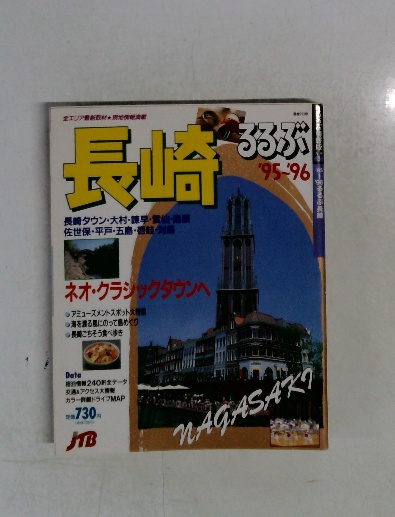 全エリア最新取材★現地情報満載
長崎
るるぶ
'95～'96
長崎タウン・大村・諫早・雲仙・島原
佐世保・平戸・五島・壱岐・対馬
ネオ・クラシックタウンへ
アミューズメントスポット大特集
海を渡る風にのって島めぐり
長崎ごちそう食べ歩き
Data
宿泊情報240軒全データ
交通&アクセス大情報
カラー詳細ドライブMAP
定価730円
JTB
NAGASAKI